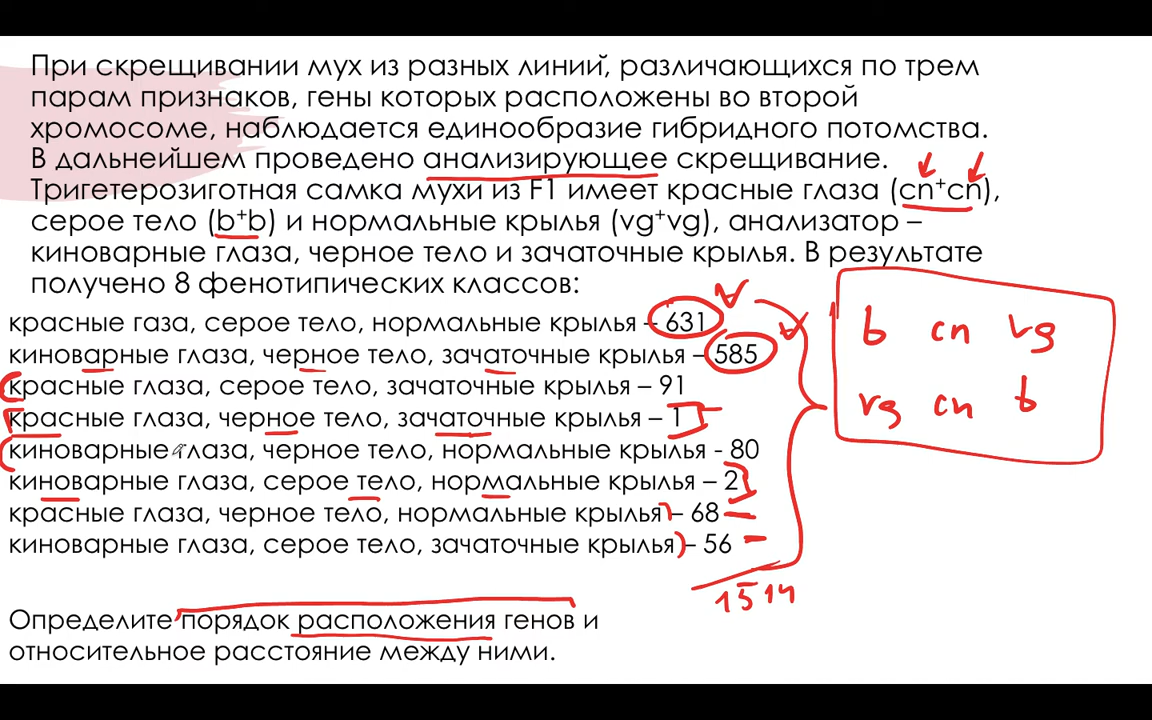 При скрещивании мух из разных линий, различающихся по трем
парам признаков, гены которых расположены во второй
хромосоме, наблюдается единообразие гибридного потомства.
В дальнейшем проведено анализирующее скрещивание.
Тригетерозиготная самка мухи из F1 имеет красные глаза (cn⁺cn),
серое тело (b⁺b) и нормальные крылья (vg⁺vg), анализатор –
киноварные глаза, черное тело и зачаточные крылья. В результате
получено 8 фенотипических классов:
красные газа, серое тело, нормальные крылья – 631
киноварные глаза, черное тело, зачаточные крылья – 585
красные глаза, серое тело, зачаточные крылья – 91
красные глаза, черное тело, зачаточные крылья – 1
киноварные глаза, черное тело, нормальные крылья - 80
киноварные глаза, серое тело, нормальные крылья – 2
красные глаза, черное тело, нормальные крылья – 68
киноварные глаза, серое тело, зачаточные крылья – 56
1514
b cn vg
vg cn b
Определите порядок расположения генов и
относительное расстояние между ними.